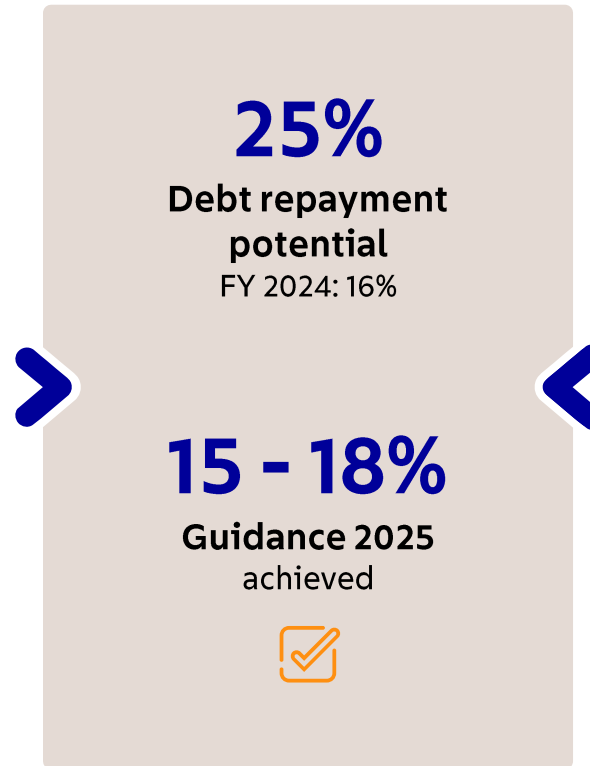 25%
Debt repayment
potential
FY 2024: 16%
15 - 18%
Guidance 2025
achieved